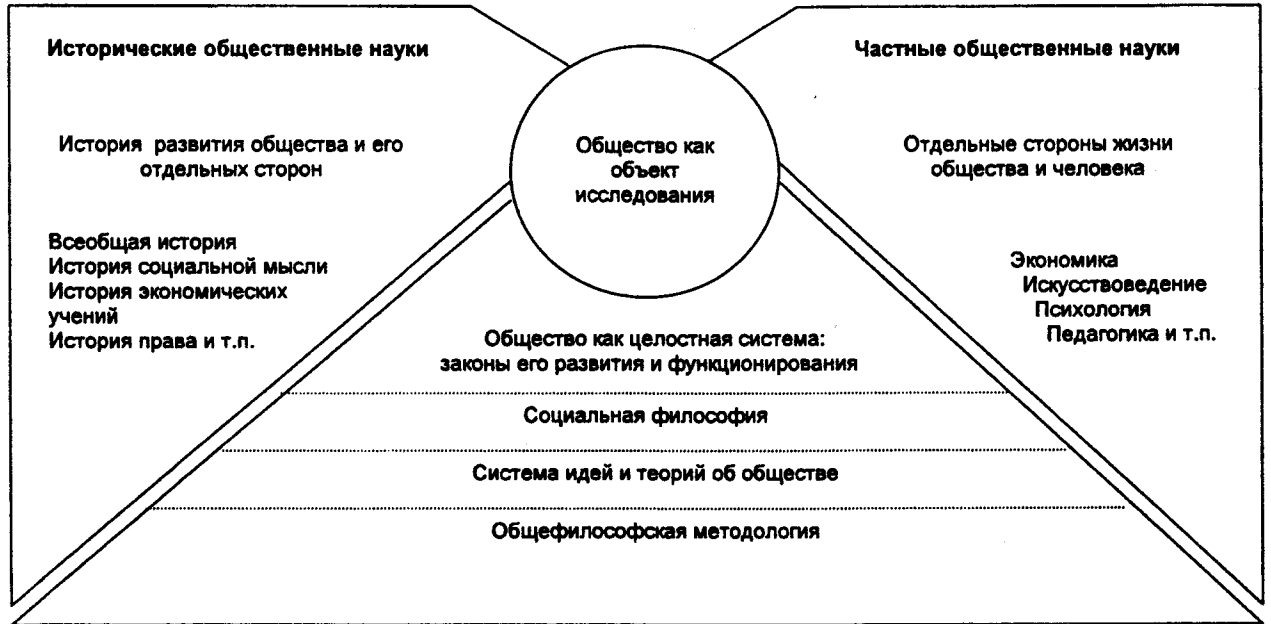 Исторические общественные науки
История развития общества и его
отдельных сторон
Всеобщая история
История социальной мысли
История экономических
учений
История права и т.п.
Общество как
объект
исследования
Частные общественные науки
Отдельные стороны жизни
общества и человека
Экономика
Искусствоведение
Психология
Педагогика и т.п.
Общество как целостная система:
законы его развития и функционирования
Социальная философия
Система идей и теорий об обществе
Общефилософская методология